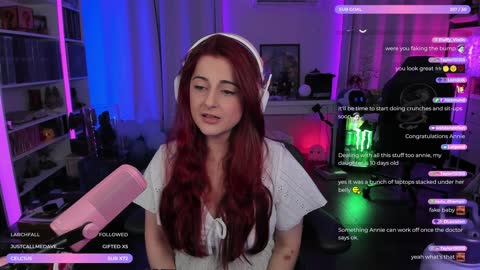 SUB GOAL
were you faking the bump
you look great
It'll be time to start doing crunches and sit-ups
soon
Congratulations Annie
Dealing with all this stuff too annie, my
daughter is 10 days old
yes it was a bunch of laptops stacked under her
belly
fake baby
Something Annie can work off once the doctor
says ok.
yeah what's that
LARCHFALL FOLLOWED
JUSTCALLMEDAVE__ GIFTED X5
CELC1US SUB X72